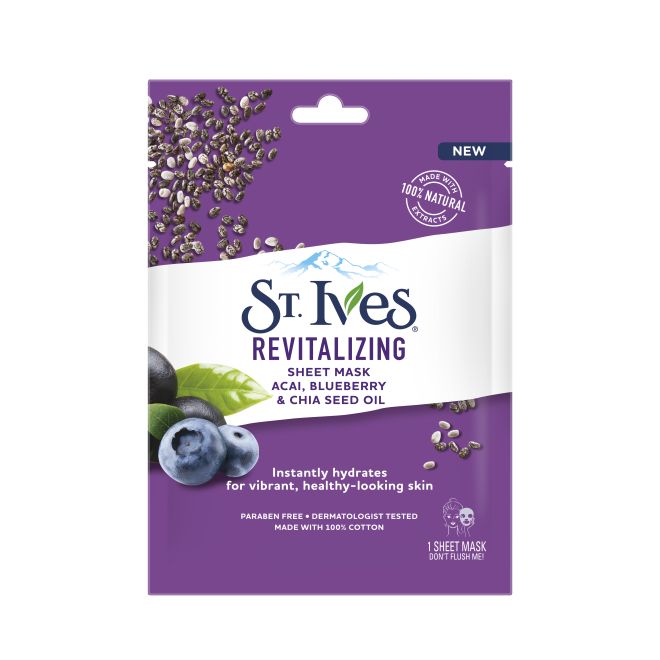 NEW
MADE WITH
100% NATURAL
EXTRACTS
ST. IVES®
REVITALIZING
SHEET MASK
ACAI, BLUEBERRY
& CHIA SEED OIL
Instantly hydrates
for vibrant, healthy-looking skin
PARABEN FREE • DERMATOLOGIST TESTED
MADE WITH 100% COTTON
1 SHEET MASK
DON'T FLUSH ME!